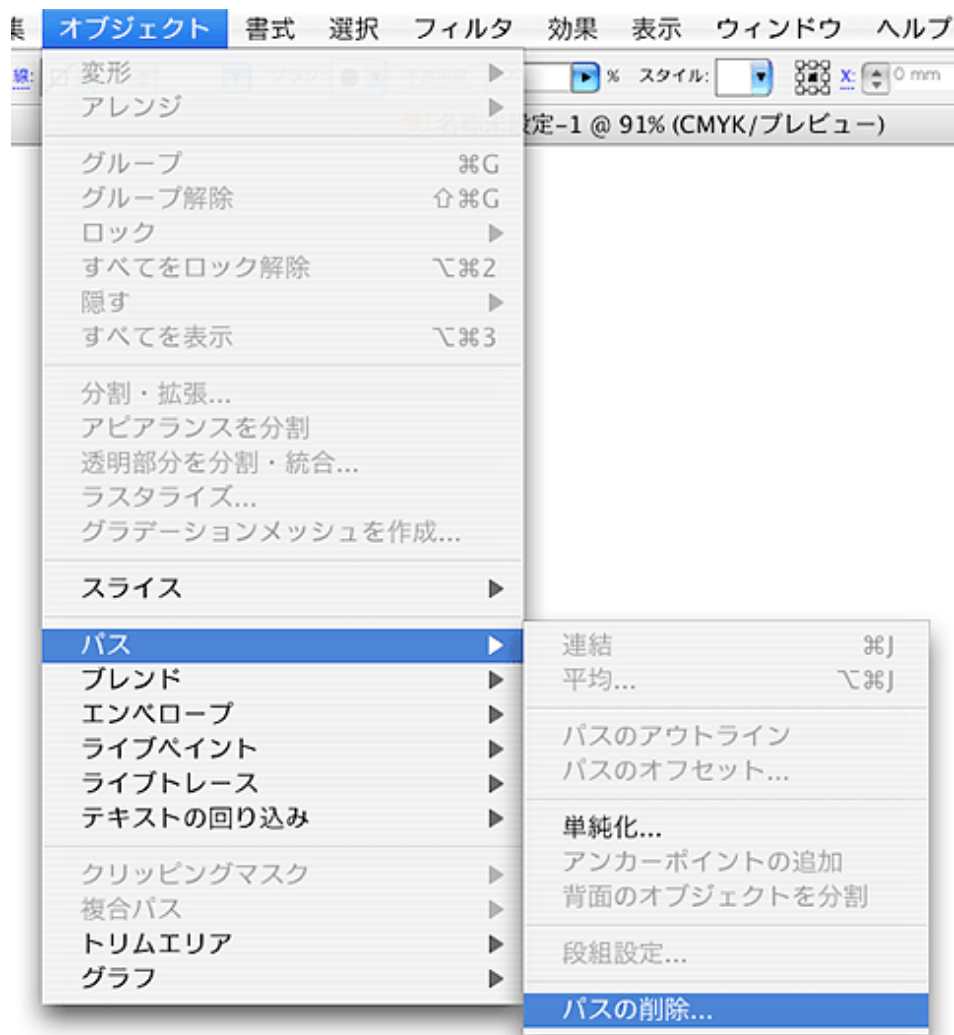 集 オブジェクト 書式 選択 フィルタ 効果 表示 ウィンドウ ヘルプ
線: % スタイル: X: 0 mm
定-1 @ 91% (CMYK/プレビュー)
変形
アレンジ
グループ ⌘G
グループ解除 ⇧⌘G
ロック
すべてをロック解除 ⌥⌘2
隠す
すべてを表示 ⌥⌘3
分割・拡張...
アピアランスを分割
透明部分を分割・統合...
ラスタライズ...
グラデーションメッシュを作成...
スライス
パス
ブレンド
エンベロープ
ライブペイント
ライブトレース
テキストの回り込み
クリッピングマスク
複合パス
トリムエリア
グラフ
連結 ⌘J
平均... ⌥⌘J
パスのアウトライン
パスのオフセット...
単純化...
アンカーポイントの追加
背面のオブジェクトを分割
段組設定...
パスの削除...